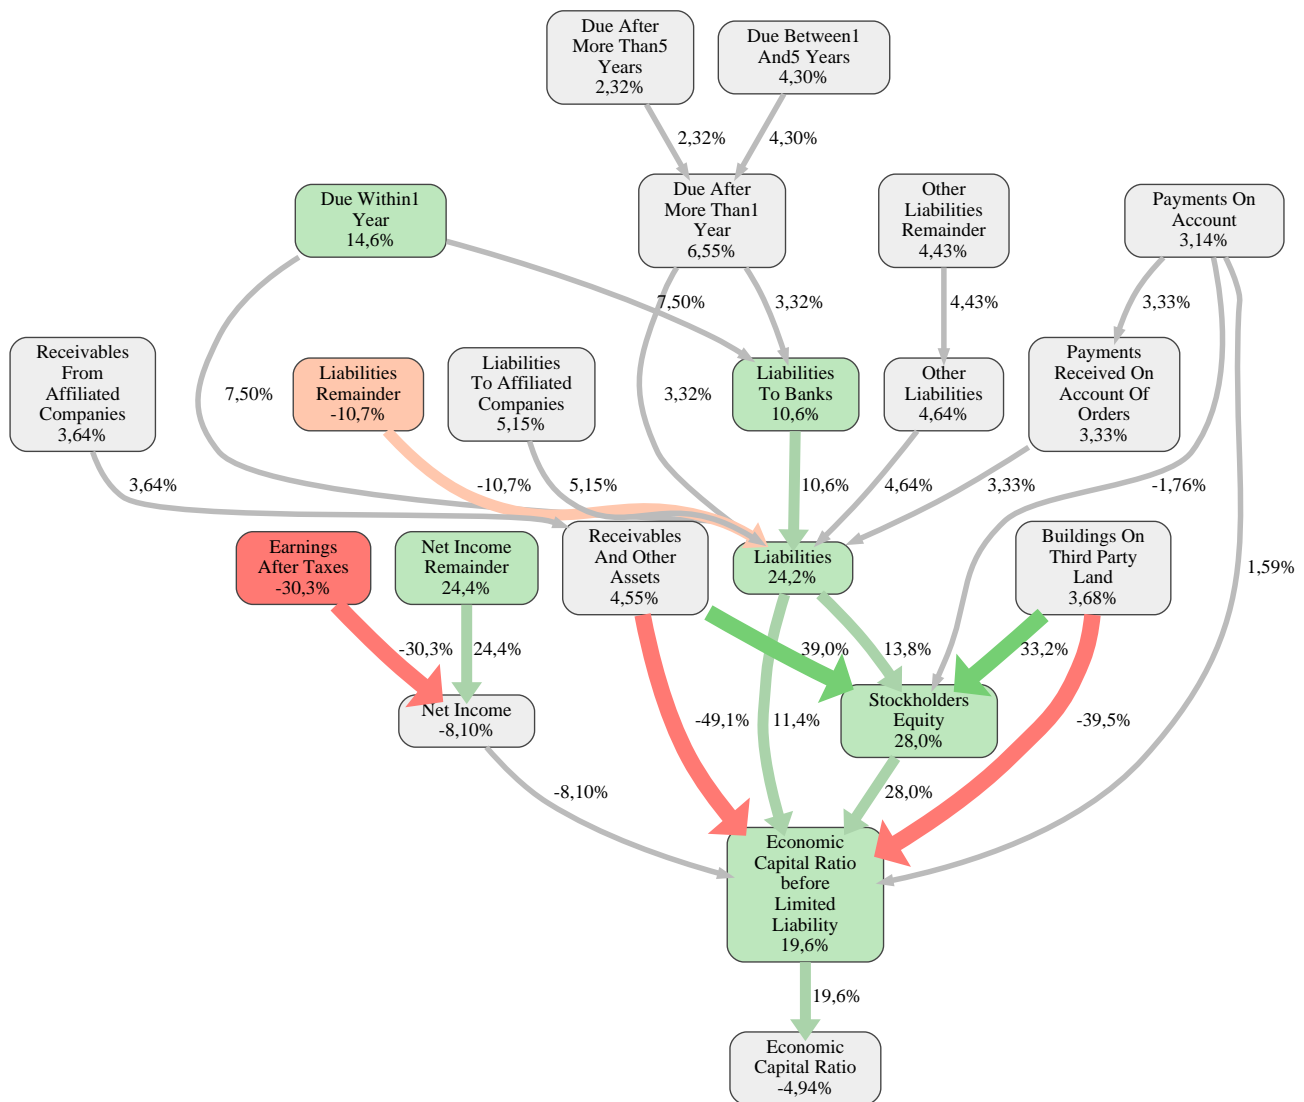 Due After
More Than5
Years
2,32%
Due Between1
And5 Years
4,30%
2,32%
4,30%
Due Within1
Year
14,6%
Due After
More Than1
Year
6,55%
Other
Liabilities
Remainder
4,43%
Payments On
Account
3,14%
7,50%
3,32%
4,43%
3,33%
Receivables
From
Affiliated
Companies
3,64%
7,50%
Liabilities
Remainder
-10,7%
Liabilities
To Affiliated
Companies
5,15%
3,32%
Liabilities
To Banks
10,6%
Other
Liabilities
4,64%
Payments
Received On
Account Of
Orders
3,33%
3,64%
-10,7%
5,15%
10,6%
4,64%
3,33%
-1,76%
Earnings
After Taxes
-30,3%
Net Income
Remainder
24,4%
Receivables
And Other
Assets
4,55%
Liabilities
24,2%
Buildings On
Third Party
Land
3,68%
1,59%
-30,3%
24,4%
39,0%
13,8%
33,2%
Net Income
-8,10%
-49,1%
11,4%
Stockholders
Equity
28,0%
-39,5%
-8,10%
28,0%
Economic
Capital Ratio
before
Limited
Liability
19,6%
19,6%
Economic
Capital Ratio
-4,94%